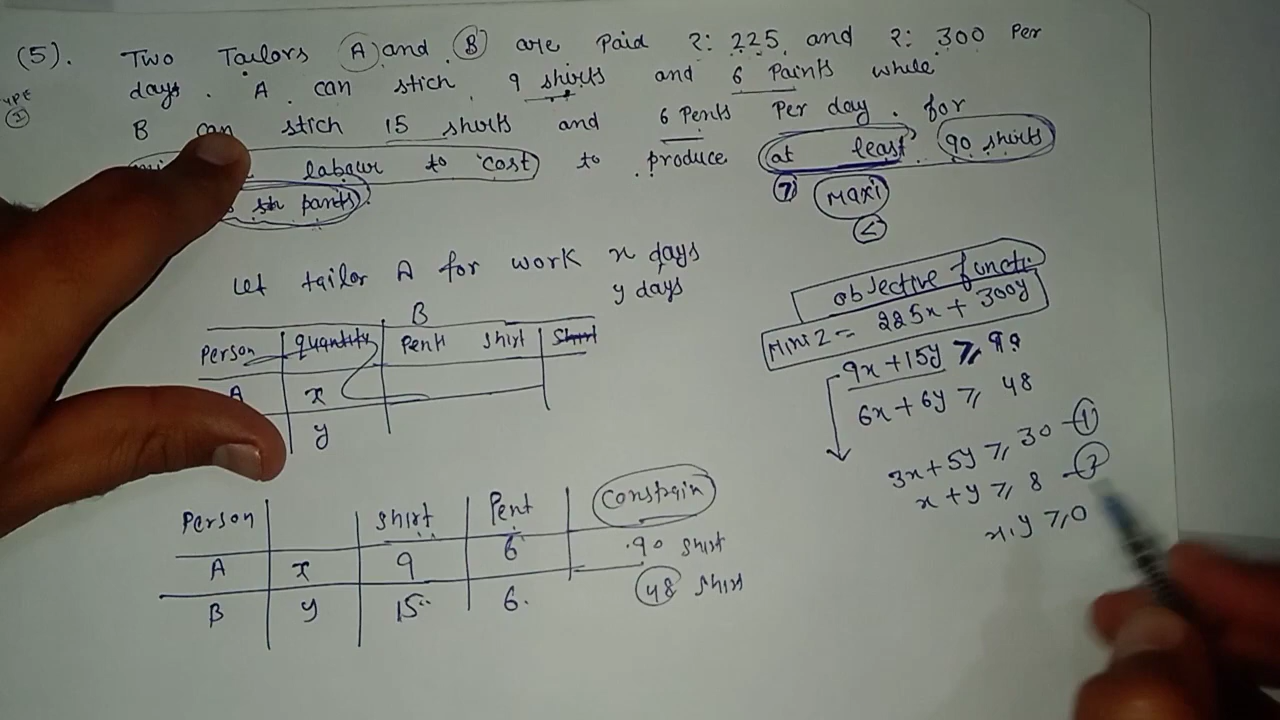 (5). Two Tailors A and B are Paid ₹: 225 and ₹: 300 Per
days. A can stich 9 shirts and 6 Paints while
TYPE
I
B can stich 15 shirts and 6 Pents Per day. for
labour to cost to produce at least 90 shirts
pants.
7 Maxi
<
Let tailor A for work x days
B y days
Person quantity Pent shirt Shirt
A x
y
objective functi
Mini Z = 225x + 300y
9x + 15y ≥ 90
6x + 6y ≥ 48
3x + 5y ≥ 30 - 1
x + y ≥ 8 - 2
x, y ≥ 0
Person shirt Pent Constrain
A x 9 6 90 shirt
B y 15 6. 48 shirt